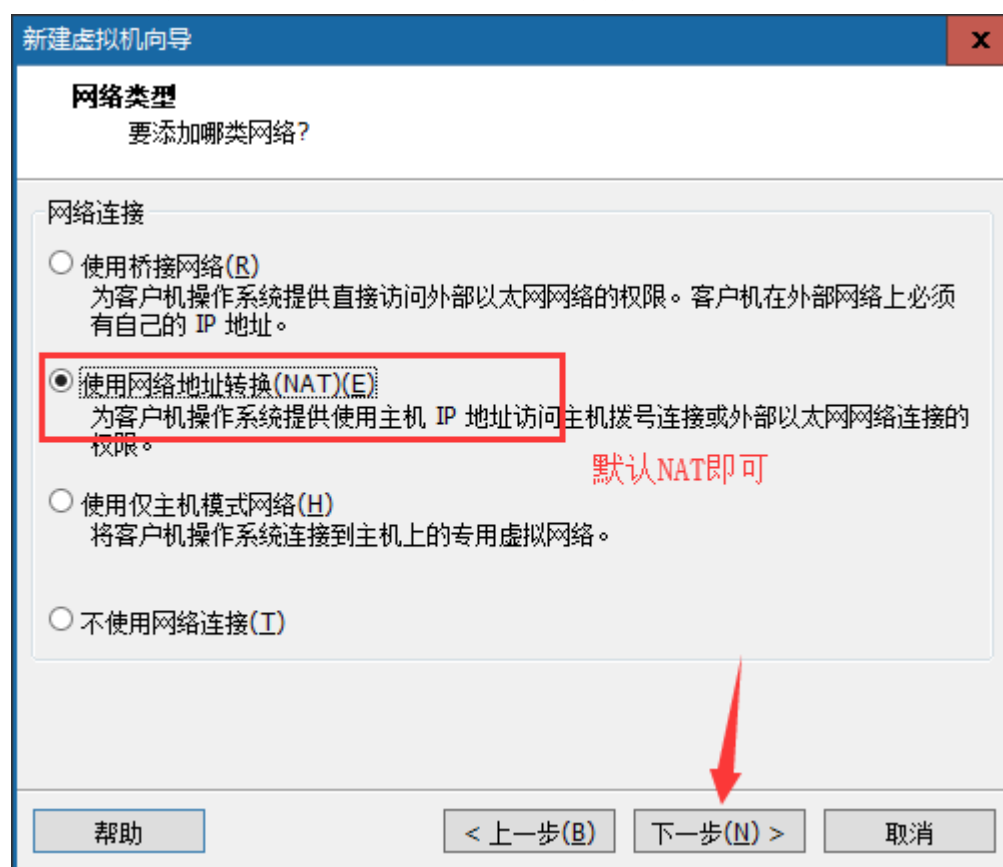 新建虚拟机向导
x
网络类型
要添加哪类网络?
网络连接
使用桥接网络(R)
为客户机操作系统提供直接访问外部以太网网络的权限。客户机在外部网络上必须
有自己的 IP 地址。
使用网络地址转换(NAT)(E)
为客户机操作系统提供使用主机 IP 地址访问主机拨号连接或外部以太网网络连接的
权限。
默认NAT即可
使用仅主机模式网络(H)
将客户机操作系统连接到主机上的专用虚拟网络。
不使用网络连接(T)
帮助
< 上一步(B)
下一步(N) >
取消